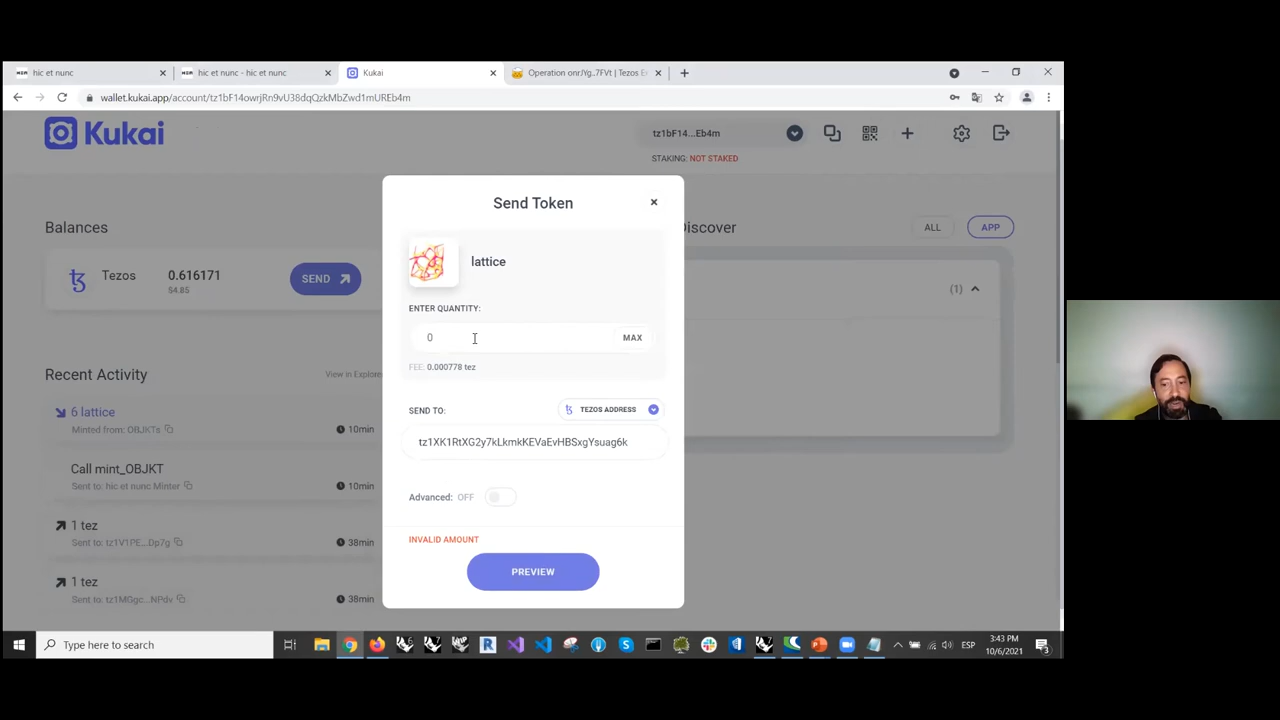 hic et nunc
hic et nunc - hic et nunc
Kukai
Operation onrJYg..7FVt | Tezos E
wallet.kukai.app/account/tz1bF14owrjRn9vU38dqQzkMbZwd1mUREb4m
Kukai
tz1bF14...Eb4m
STAKING: NOT STAKED
Balances
Tezos
0.616171
$4.85
SEND
Recent Activity
View in Explore
6 lattice
Minted from: OBJKTs
10min
Call mint_OBJKT
Sent to: hic et nunc Minter
10min
1 tez
Sent to: tz1V1PE...Dp7g
38min
1 tez
Sent to: tz1MGgc...NPdv
38min
Send Token
lattice
ENTER QUANTITY:
0
MAX
FEE: 0.000778 tez
SEND TO:
TEZOS ADDRESS
tz1XK1RtXG2y7kLkmkKEVaEvHBSxgYsuag6k
Advanced: OFF
INVALID AMOUNT
PREVIEW
Discover
ALL
APP
(1)
Type here to search
ESP
3:43 PM
10/6/2021